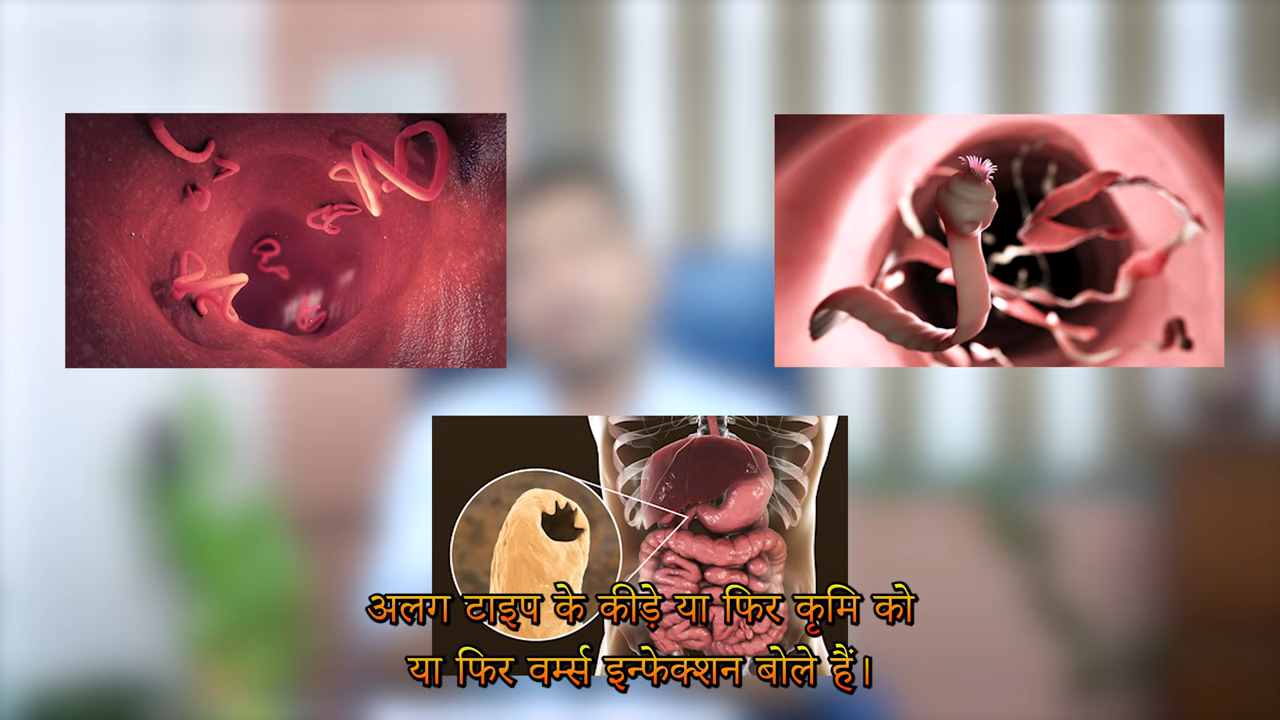 अलग टाइप के कीड़े या फिर कृमि को
या फिर वर्म्स इन्फेक्शन बोले हैं।